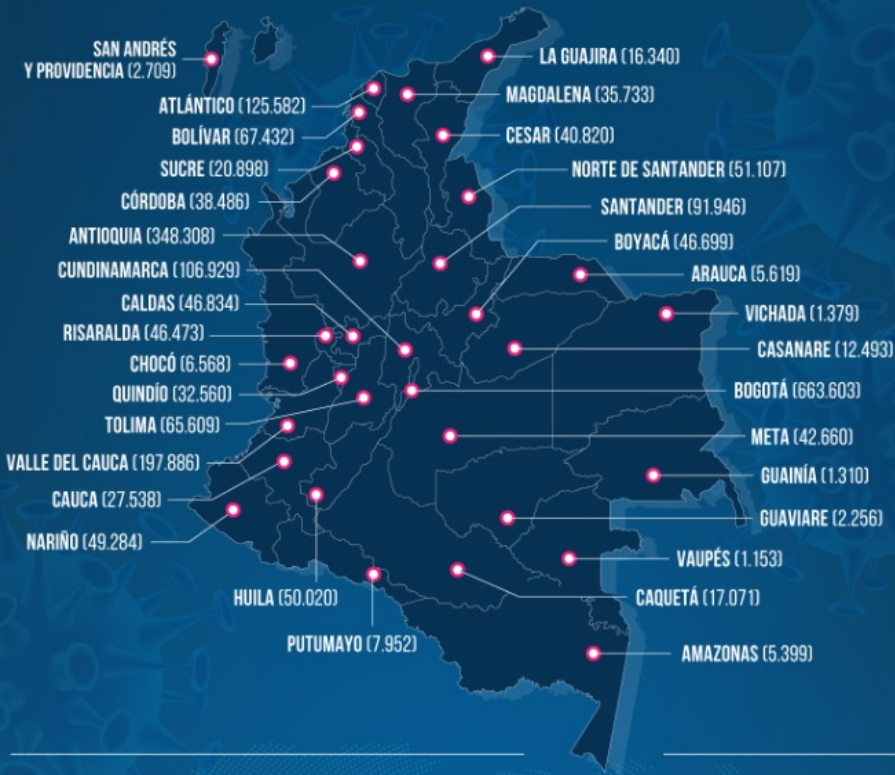 SAN ANDRÉS
Y PROVIDENCIA (2.709)
ATLÁNTICO (125.582)
BOLÍVAR (67.432)
SUCRE (20.898)
CÓRDOBA (38.486)
ANTIOQUIA (348.308)
CUNDINAMARCA (106.929)
CALDAS (46.834)
RISARALDA (46.473)
CHOCÓ (6.568)
QUINDÍO (32.560)
TOLIMA (65.609)
VALLE DEL CAUCA (197.886)
CAUCA (27.538)
NARIÑO (49.284)
HUILA (50.020)
PUTUMAYO (7.952)
LA GUAJIRA (16.340)
MAGDALENA (35.733)
CESAR (40.820)
NORTE DE SANTANDER (51.107)
SANTANDER (91.946)
BOYACÁ (46.699)
ARAUCA (5.619)
VICHADA (1.379)
CASANARE (12.493)
BOGOTÁ (663.603)
META (42.660)
GUAINÍA (1.310)
GUAVIARE (2.256)
VAUPÉS (1.153)
CAQUETÁ (17.071)
AMAZONAS (5.399)